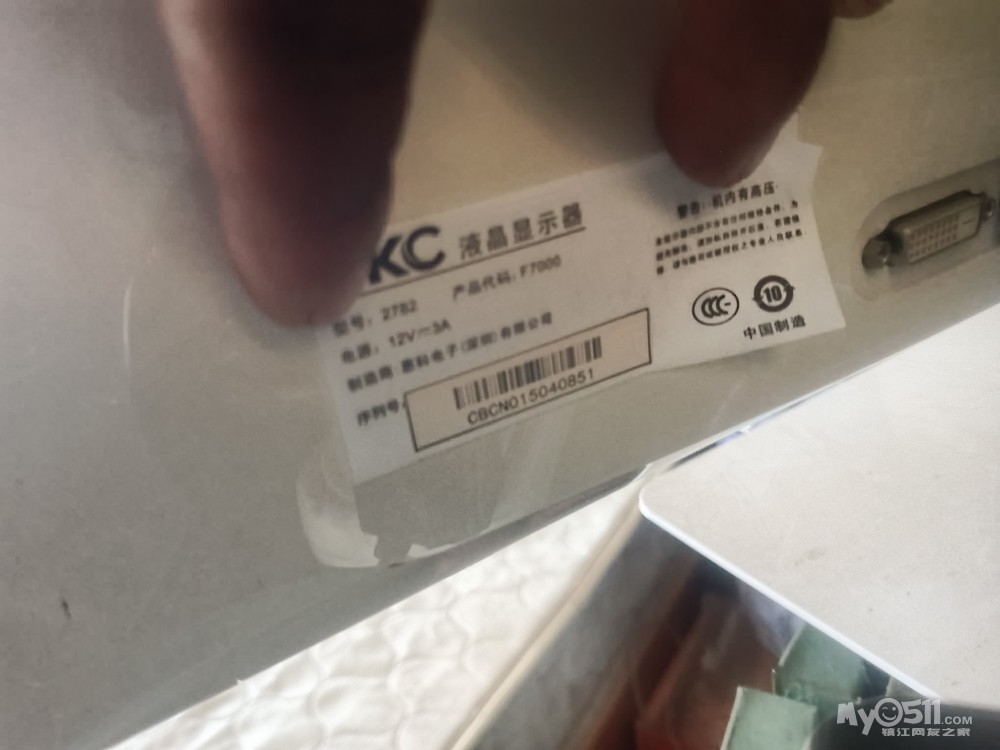 KC 液晶显示器
型号：2782 产品代码：F7000
电源：12V⎓3A
制造商 惠科电子(深圳)有限公司
序列号：
CBCN015040851
警告：机内有高压.
10
中国制造
MY0511.COM
镇江网友之家